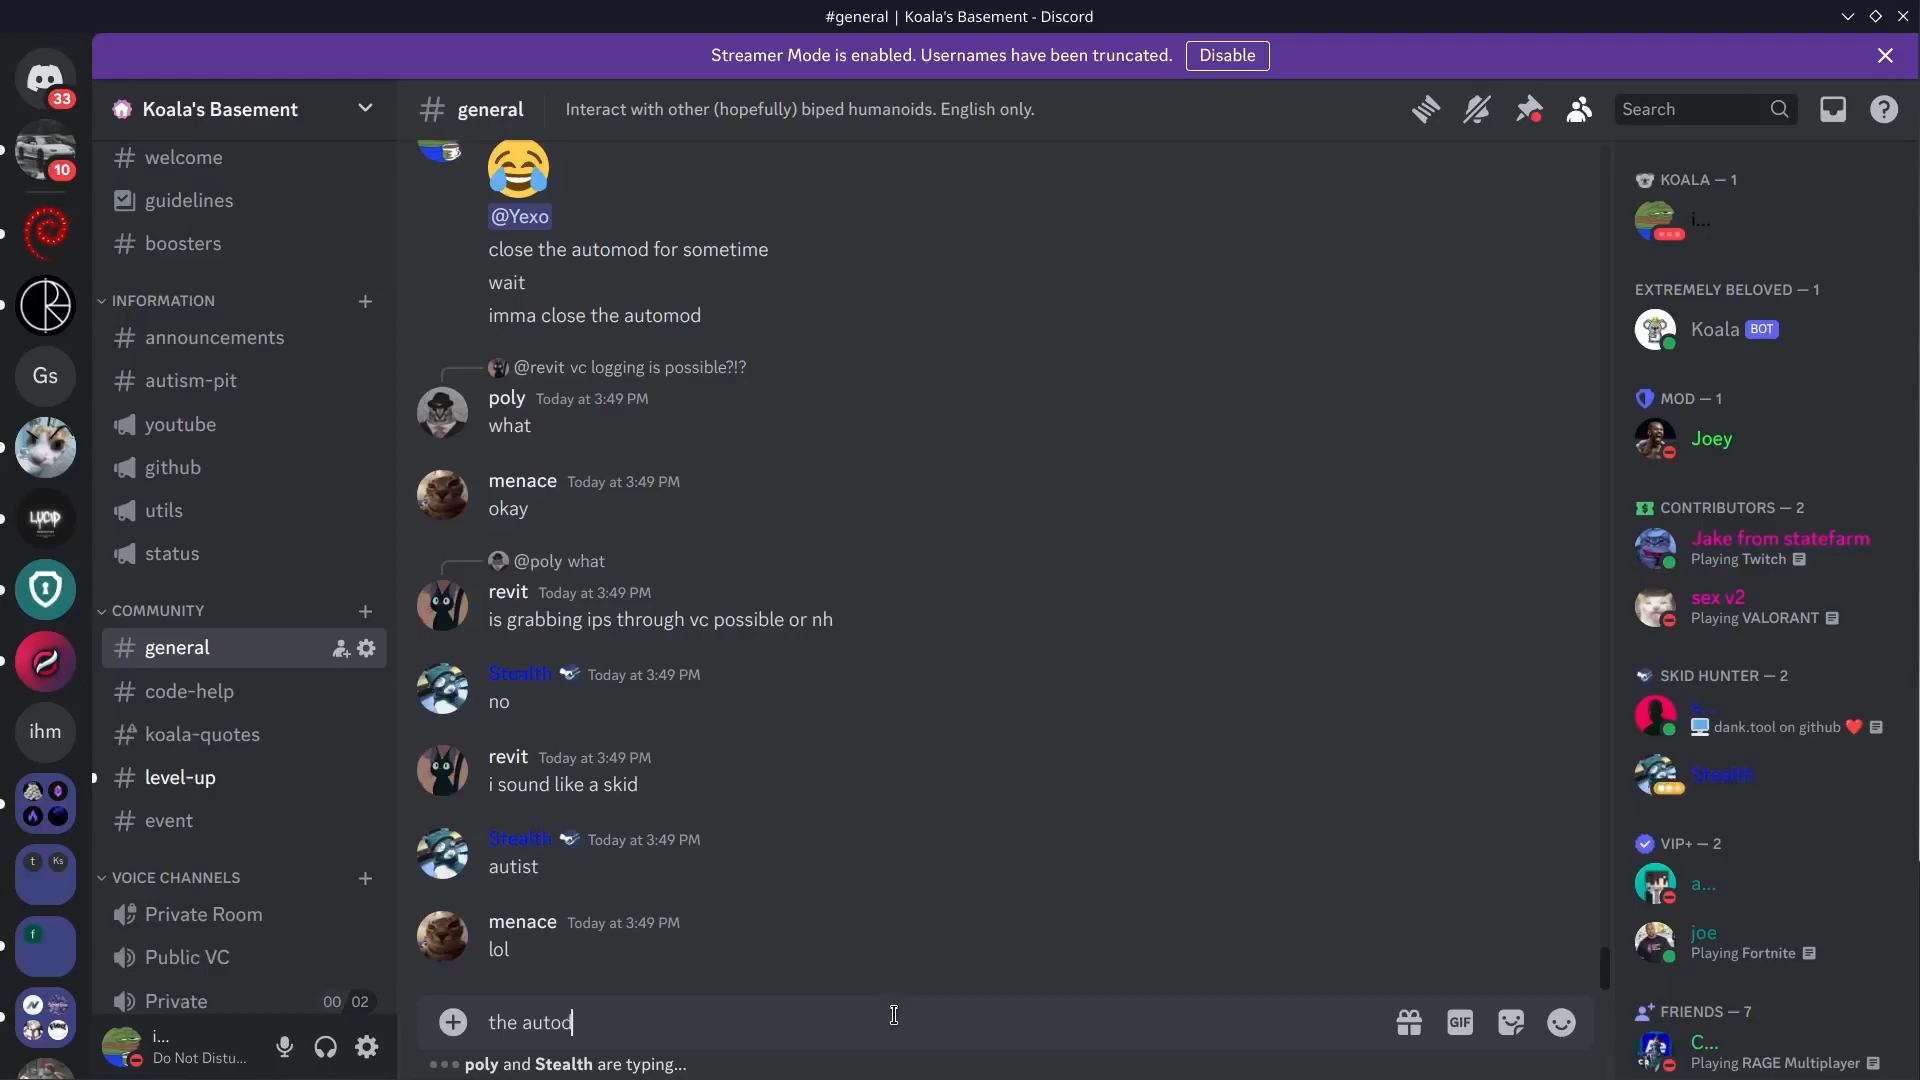 #general | Koala's Basement - Discord
Streamer Mode is enabled. Usernames have been truncated. Disable
33
10
Gs
LUCID
ihm
t Ks
f
Koala's Basement
welcome
guidelines
boosters
INFORMATION
announcements
autism-pit
youtube
github
utils
status
COMMUNITY
general
code-help
koala-quotes
level-up
event
VOICE CHANNELS
Private Room
Public VC
Private 00 02
i...
Do Not Distu...
general Interact with other (hopefully) biped humanoids. English only.
Search
@Yexo
close the automod for sometime
wait
imma close the automod
@revit vc logging is possible?!?
poly Today at 3:49 PM
what
menace Today at 3:49 PM
okay
@poly what
revit Today at 3:49 PM
is grabbing ips through vc possible or nh
Stealth Today at 3:49 PM
no
revit Today at 3:49 PM
i sound like a skid
Stealth Today at 3:49 PM
autist
menace Today at 3:49 PM
lol
the autod
GIF
poly and Stealth are typing...
KOALA — 1
i...
EXTREMELY BELOVED — 1
Koala BOT
MOD — 1
Joey
CONTRIBUTORS — 2
Jake from statefarm
Playing Twitch
sex v2
Playing VALORANT
SKID HUNTER — 2
s...
dank.tool on github
Stealth
VIP+ — 2
a...
joe
Playing Fortnite
FRIENDS — 7
C...
Playing RAGE Multiplayer